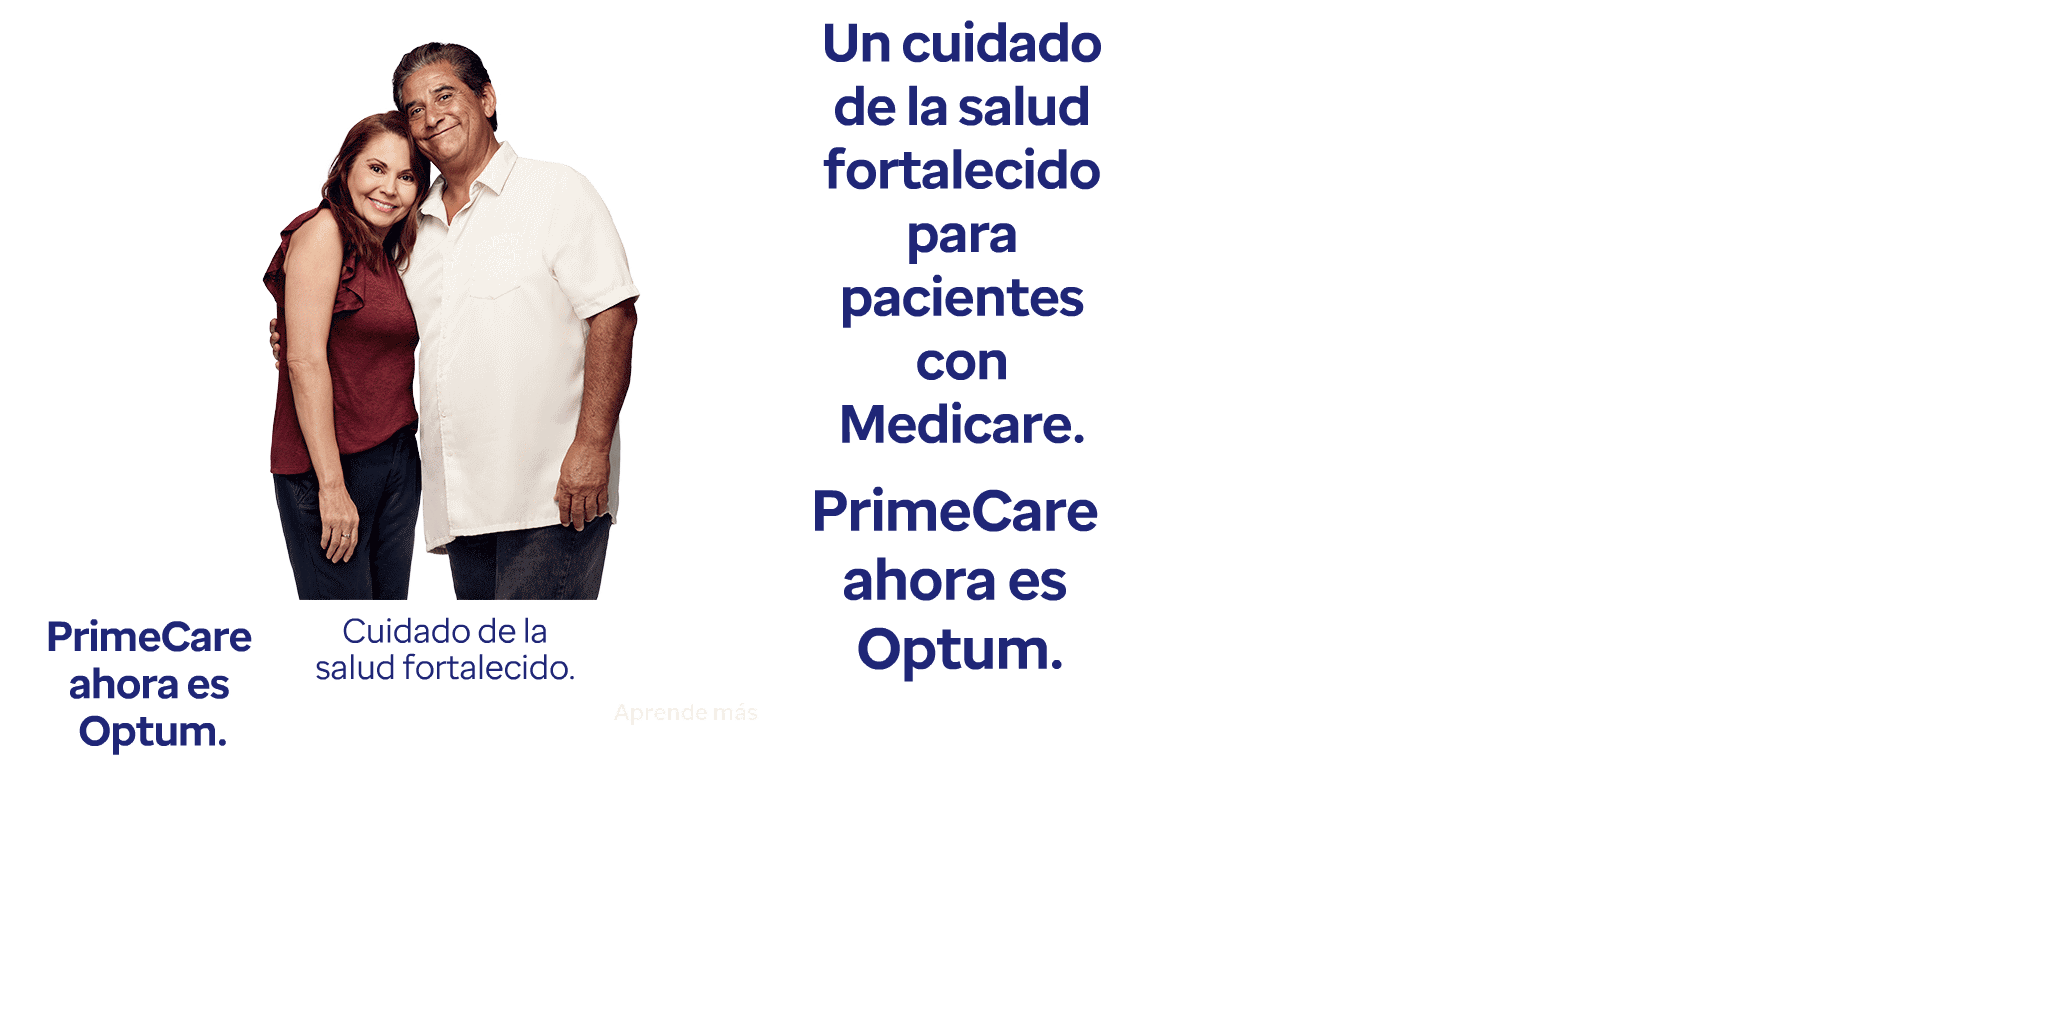 Un cuidado
de la salud
fortalecido
para
pacientes
con
Medicare.
PrimeCare
ahora es
Optum.
PrimeCare
ahora es
Optum.
Cuidado de la
salud fortalecido.
Aprende más